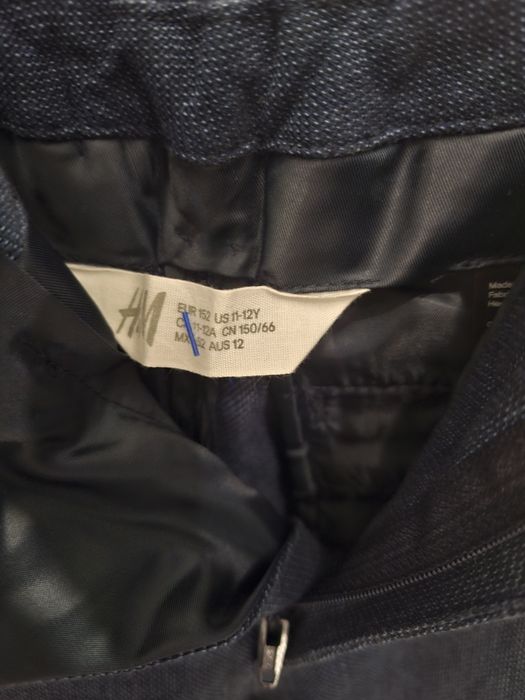 H&M
EUR 152 US 11-12Y
11-12A CN 150/66
MX AUS 12
Made